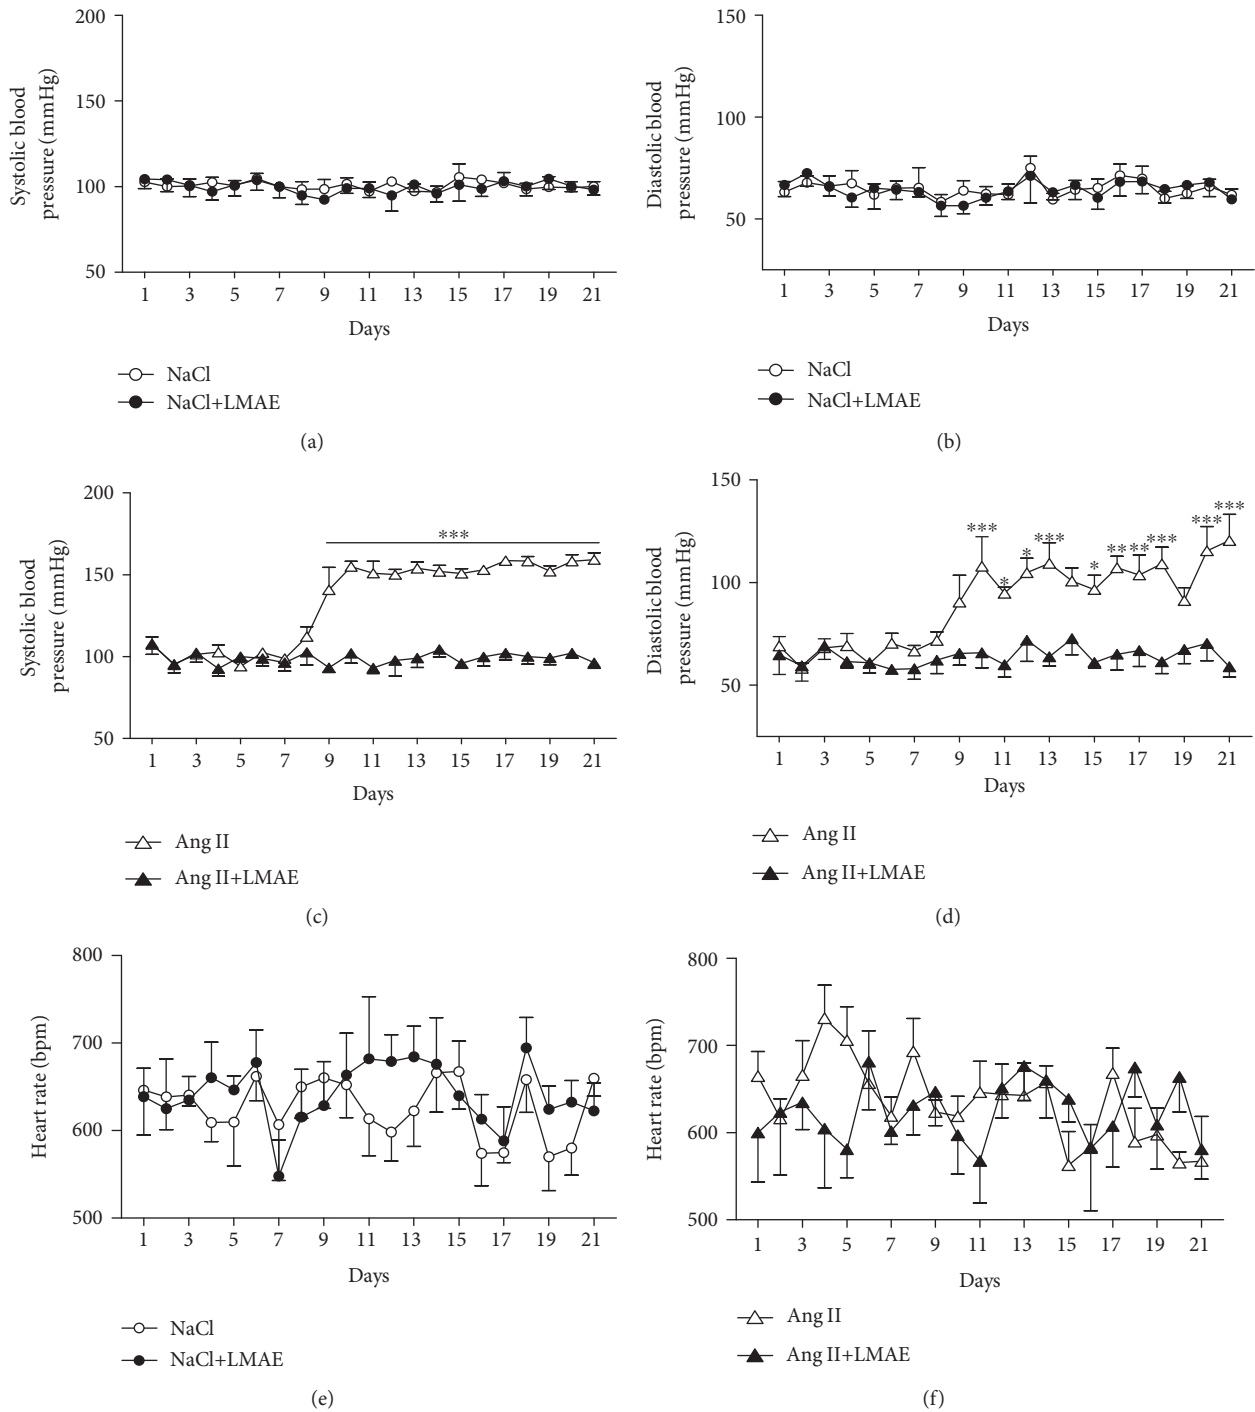 200
150
100
50
Systolic blood
pressure (mmHg)
1 3 5 7 9 11 13 15 17 19 21
Days
NaCl
NaCl+LMAE
(a)
150
100
50
Diastolic blood
pressure (mmHg)
1 3 5 7 9 11 13 15 17 19 21
Days
NaCl
NaCl+LMAE
(b)
200
150
100
50
Systolic blood
pressure (mmHg)
***
1 3 5 7 9 11 13 15 17 19 21
Days
Ang II
Ang II+LMAE
(c)
150
100
50
Diastolic blood
pressure (mmHg)
*** * * *** * ** ** *** *** ***
1 3 5 7 9 11 13 15 17 19 21
Days
Ang II
Ang II+LMAE
(d)
800
700
600
500
Heart rate (bpm)
1 3 5 7 9 11 13 15 17 19 21
Days
NaCl
NaCl+LMAE
(e)
800
700
600
500
Heart rate (bpm)
1 3 5 7 9 11 13 15 17 19 21
Days
Ang II
Ang II+LMAE
(f)